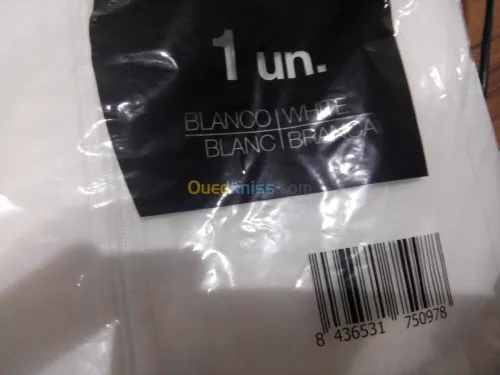 1 un.
BLANCO | WHITE
BLANC | BRANCA
Ouedkniss.com
8 436531 750978